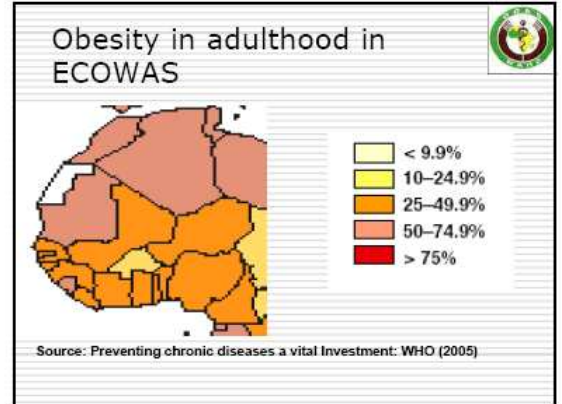 Obesity in adulthood in
ECOWAS
< 9.9%
10–24.9%
25–49.9%
50–74.9%
> 75%
Source: Preventing chronic diseases a vital Investment: WHO (2005)